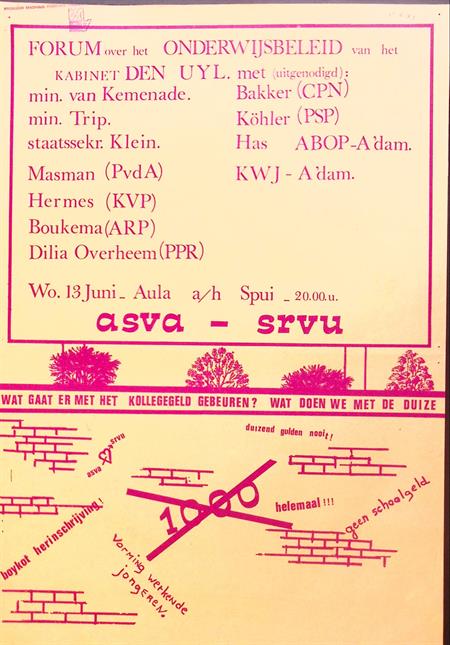 FORUM over het ONDERWIJSBELEID van het
KABINET DEN UYL. met (uitgenodigd):
min. van Kemenade.
min. Trip.
staatssekr. Klein.
Masman (PvdA)
Hermes (KVP)
Boukema (ARP)
Dilia Overheem (PPR)
Bakker (CPN)
Köhler (PSP)
Has ABOP-A'dam.
KWJ - A'dam.
Wo. 13 Juni - Aula a/h Spui - 20.00.u.
asva - srvu
WAT GAAT ER MET HET KOLLEGEGELD GEBEUREN? WAT DOEN WE MET DE DUIZE
asva srvu
duizend gulden nooit!
1000
helemaal!!!
geen schoolgeld
boykot herinschrijving!
Vorming werkende
jongeren.